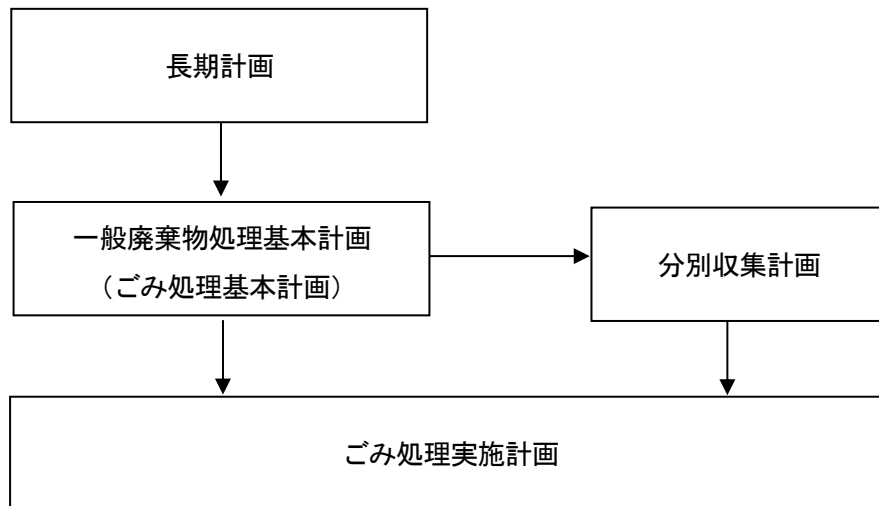 長期計画
一般廃棄物処理基本計画
（ごみ処理基本計画）
分別収集計画
ごみ処理実施計画